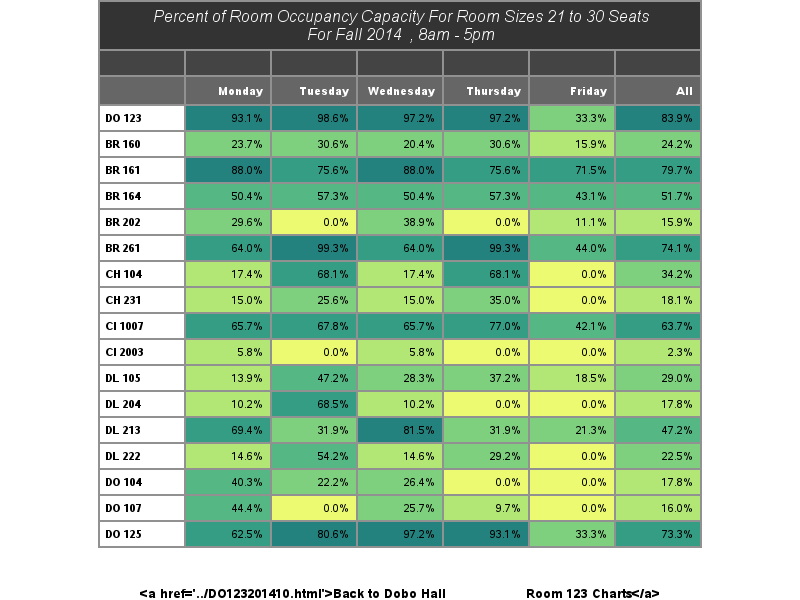 Percent of Room Occupancy Capacity For Room Sizes 21 to 30 Seats
For Fall 2014 , 8am - 5pm
Monday Tuesday Wednesday Thursday Friday All
DO 123 93.1% 98.6% 97.2% 97.2% 33.3% 83.9%
BR 160 23.7% 30.6% 20.4% 30.6% 15.9% 24.2%
BR 161 88.0% 75.6% 88.0% 75.6% 71.5% 79.7%
BR 164 50.4% 57.3% 50.4% 57.3% 43.1% 51.7%
BR 202 29.6% 0.0% 38.9% 0.0% 11.1% 15.9%
BR 261 64.0% 99.3% 64.0% 99.3% 44.0% 74.1%
CH 104 17.4% 68.1% 17.4% 68.1% 0.0% 34.2%
CH 231 15.0% 25.6% 15.0% 35.0% 0.0% 18.1%
CI 1007 65.7% 67.8% 65.7% 77.0% 42.1% 63.7%
CI 2003 5.8% 0.0% 5.8% 0.0% 0.0% 2.3%
DL 105 13.9% 47.2% 28.3% 37.2% 18.5% 29.0%
DL 204 10.2% 68.5% 10.2% 0.0% 0.0% 17.8%
DL 213 69.4% 31.9% 81.5% 31.9% 21.3% 47.2%
DL 222 14.6% 54.2% 14.6% 29.2% 0.0% 22.5%
DO 104 40.3% 22.2% 26.4% 0.0% 0.0% 17.8%
DO 107 44.4% 0.0% 25.7% 9.7% 0.0% 16.0%
DO 125 62.5% 80.6% 97.2% 93.1% 33.3% 73.3%
<a href='../DO123201410.html'>Back to Dobo Hall Room 123 Charts</a>